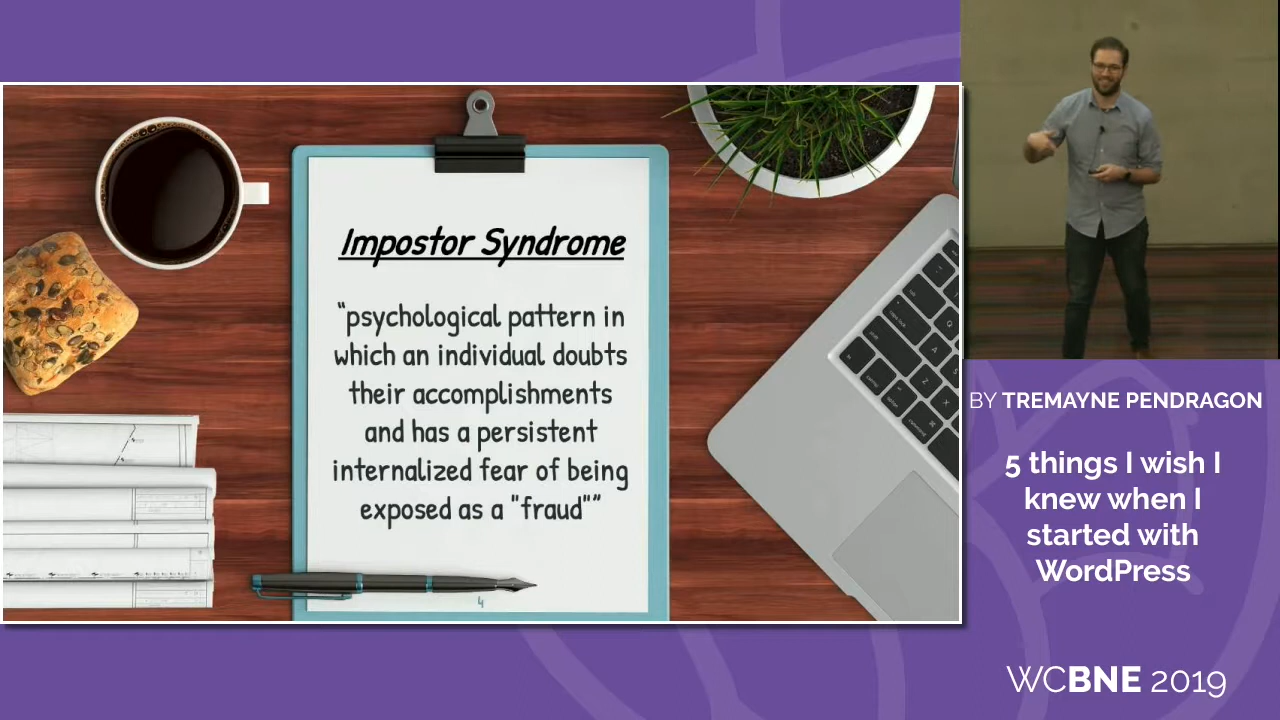 Impostor Syndrome
“psychological pattern in
which an individual doubts
their accomplishments
and has a persistent
internalized fear of being
exposed as a "fraud"”
4
BY TREMAYNE PENDRAGON
5 things I wish I
knew when I
started with
WordPress
WCBNE 2019